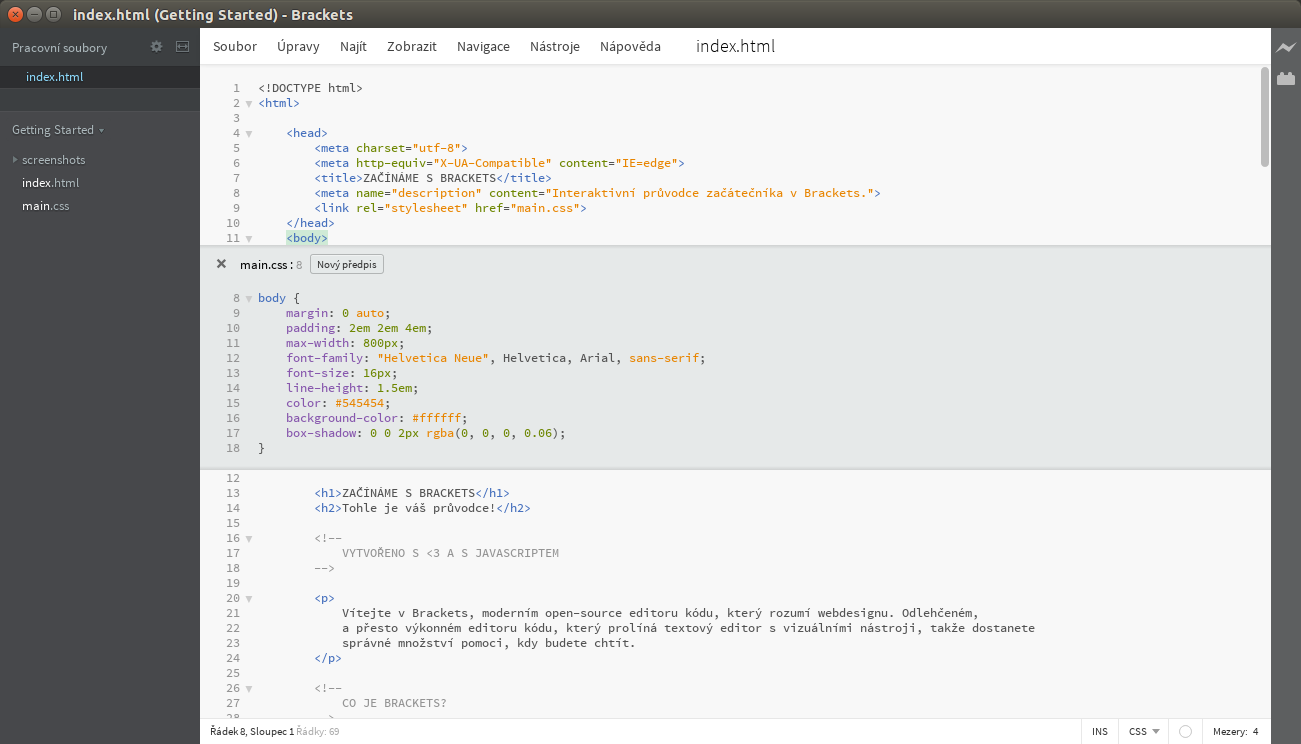 index.html (Getting Started) - Brackets
Pracovní soubory
index.html
Getting Started
screenshots
index.html
main.css
Soubor Úpravy Najít Zobrazit Navigace Nástroje Nápověda index.html
1 <!DOCTYPE html>
2 <html>
3
4 <head>
5 <meta charset="utf-8">
6 <meta http-equiv="X-UA-Compatible" content="IE=edge">
7 <title>ZAČÍNÁME S BRACKETS</title>
8 <meta name="description" content="Interaktivní průvodce začátečníka v Brackets.">
9 <link rel="stylesheet" href="main.css">
10 </head>
11 <body>
main.css : 8 Nový předpis
8 body {
9 margin: 0 auto;
10 padding: 2em 2em 4em;
11 max-width: 800px;
12 font-family: "Helvetica Neue", Helvetica, Arial, sans-serif;
13 font-size: 16px;
14 line-height: 1.5em;
15 color: #545454;
16 background-color: #ffffff;
17 box-shadow: 0 0 2px rgba(0, 0, 0, 0.06);
18 }
12
13 <h1>ZAČÍNÁME S BRACKETS</h1>
14 <h2>Tohle je váš průvodce!</h2>
15
16 <!--
17 VYTVOŘENO S <3 A S JAVASCRIPTEM
18 -->
19
20 <p>
21 Vítejte v Brackets, moderním open-source editoru kódu, který rozumí webdesignu. Odlehčeném,
22 a přesto výkonném editoru kódu, který prolíná textový editor s vizuálními nástroji, takže dostanete
23 správné množství pomoci, kdy budete chtít.
24 </p>
25
26 <!--
27 CO JE BRACKETS?
28 -->
Řádek 8, Sloupec 1 Řádky: 69 INS CSS Mezery: 4